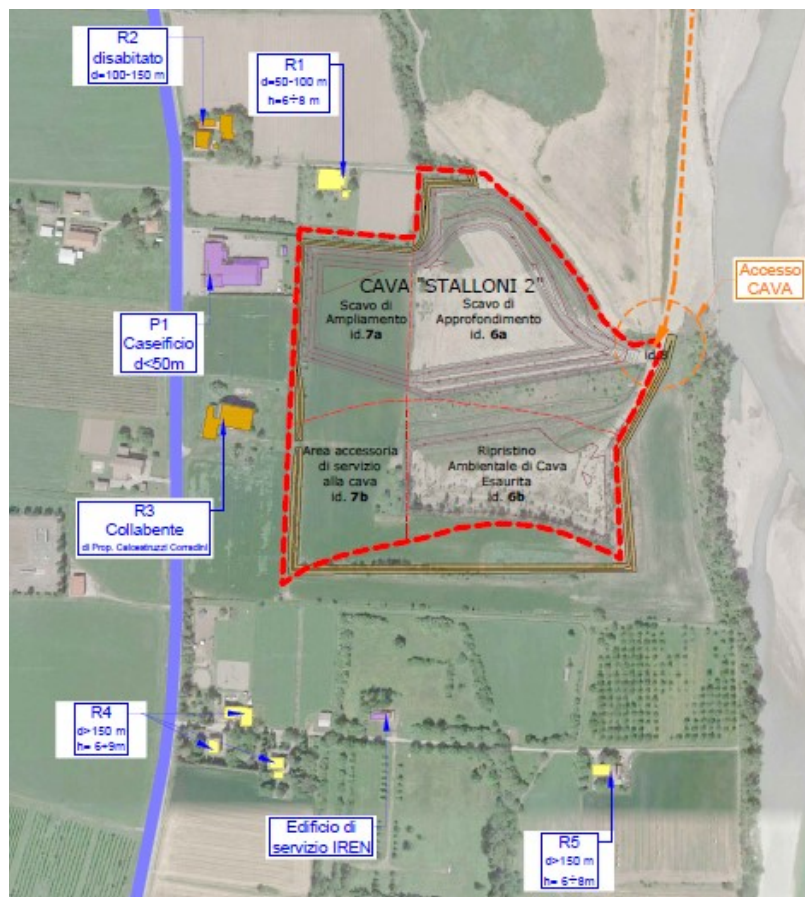 R2
disabitato
d=100-150 m
R1
d=50-100 m
h=6÷8 m
CAVA "STALLONI 2"
Scavo di
Ampliamento
id.7a
Scavo di
Approfondimento
id. 6a
Accesso
CAVA
P1
Caseificio
d<50m
id.8
Area accessoria
di servizio
alla cava
id. 7b
Ripristino
Ambientale di Cava
Esaurita
id. 6b
R3
Collabente
di Prop. Calcestruzzi Corradini
R4
d>150 m
h= 6÷9m
Edificio di
servizio IREN
R5
d>150 m
h= 6÷8m